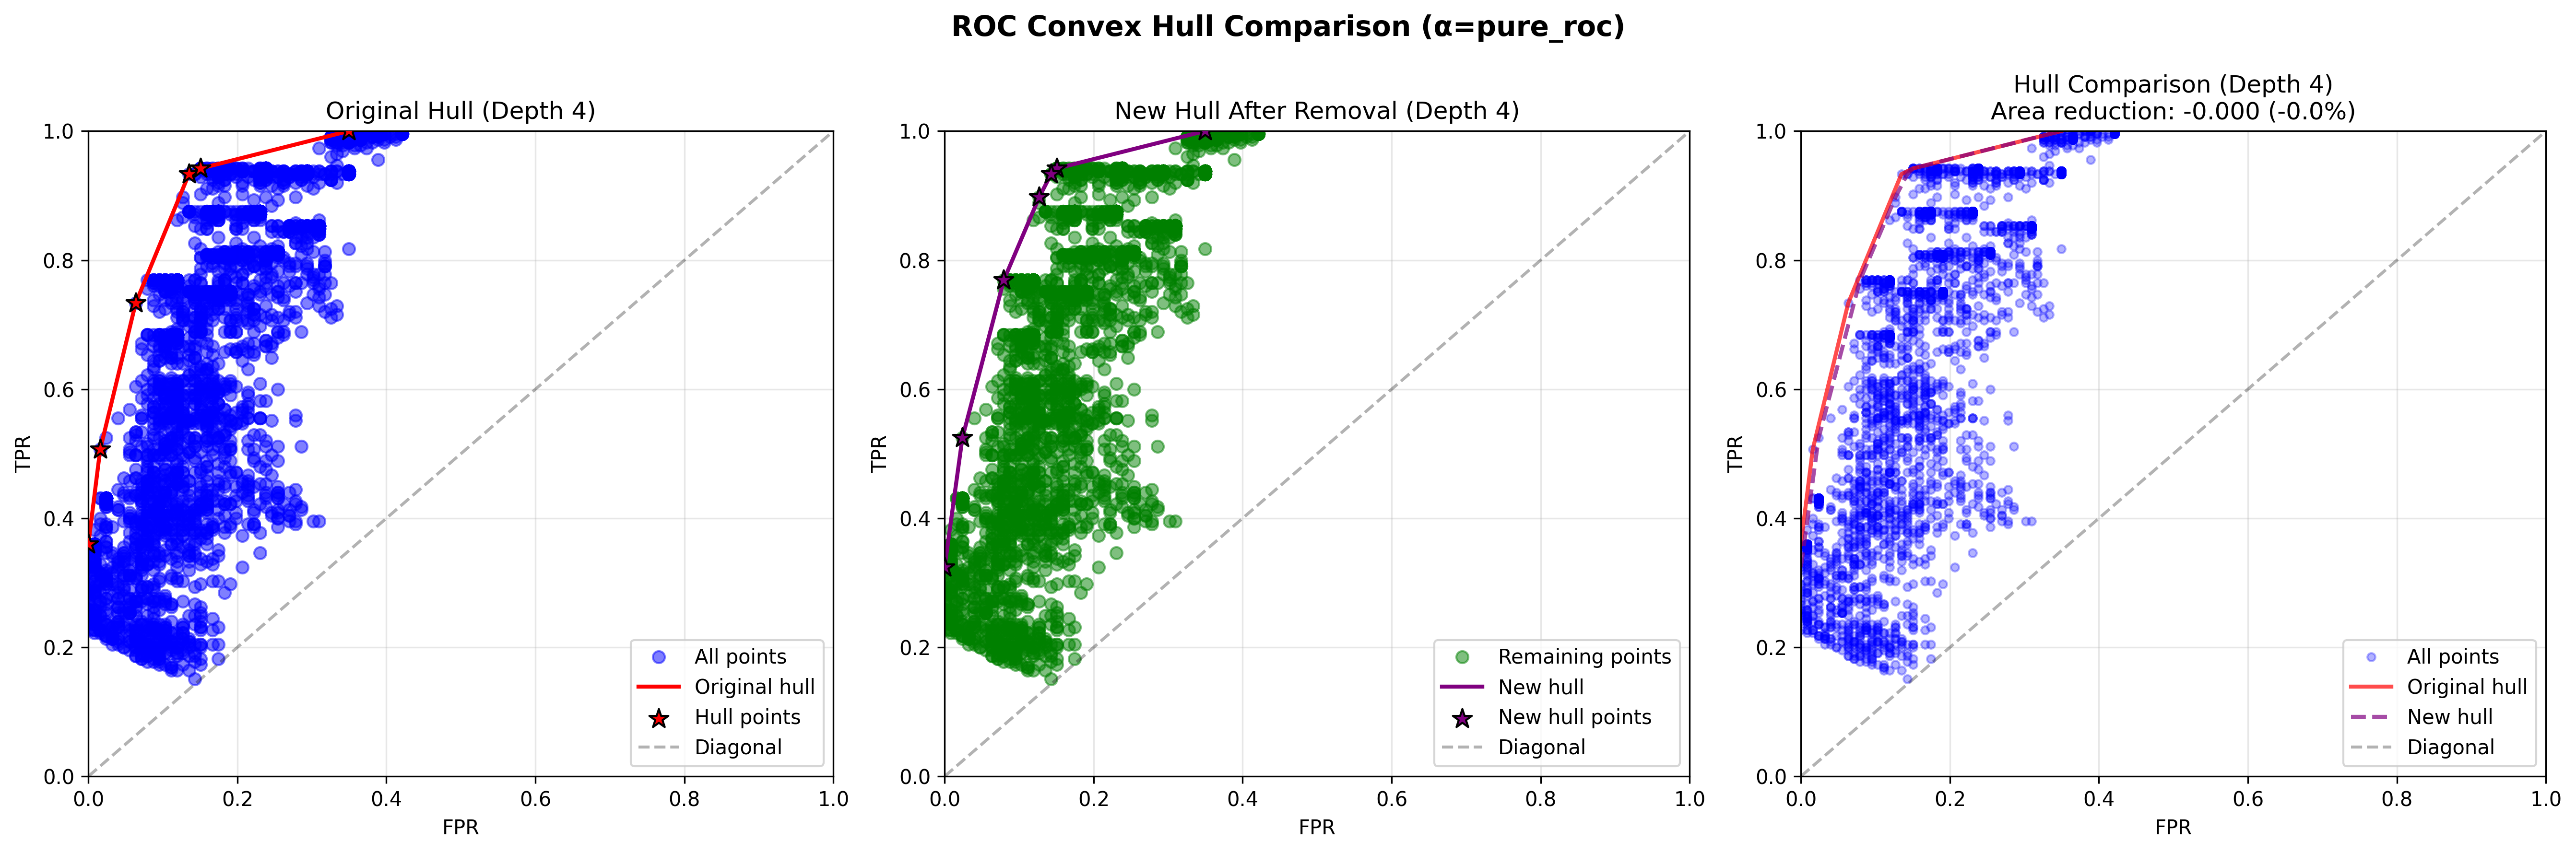 ROC Convex Hull Comparison (α=pure_roc)
Original Hull (Depth 4)
1.0
0.8
0.6
0.4
0.2
0.0
TPR
0.0 0.2 0.4 0.6 0.8 1.0
FPR
All points
Original hull
Hull points
Diagonal
New Hull After Removal (Depth 4)
1.0
0.8
0.6
0.4
0.2
0.0
TPR
0.0 0.2 0.4 0.6 0.8 1.0
FPR
Remaining points
New hull
New hull points
Diagonal
Hull Comparison (Depth 4)
Area reduction: -0.000 (-0.0%)
1.0
0.8
0.6
0.4
0.2
0.0
TPR
0.0 0.2 0.4 0.6 0.8 1.0
FPR
All points
Original hull
New hull
Diagonal